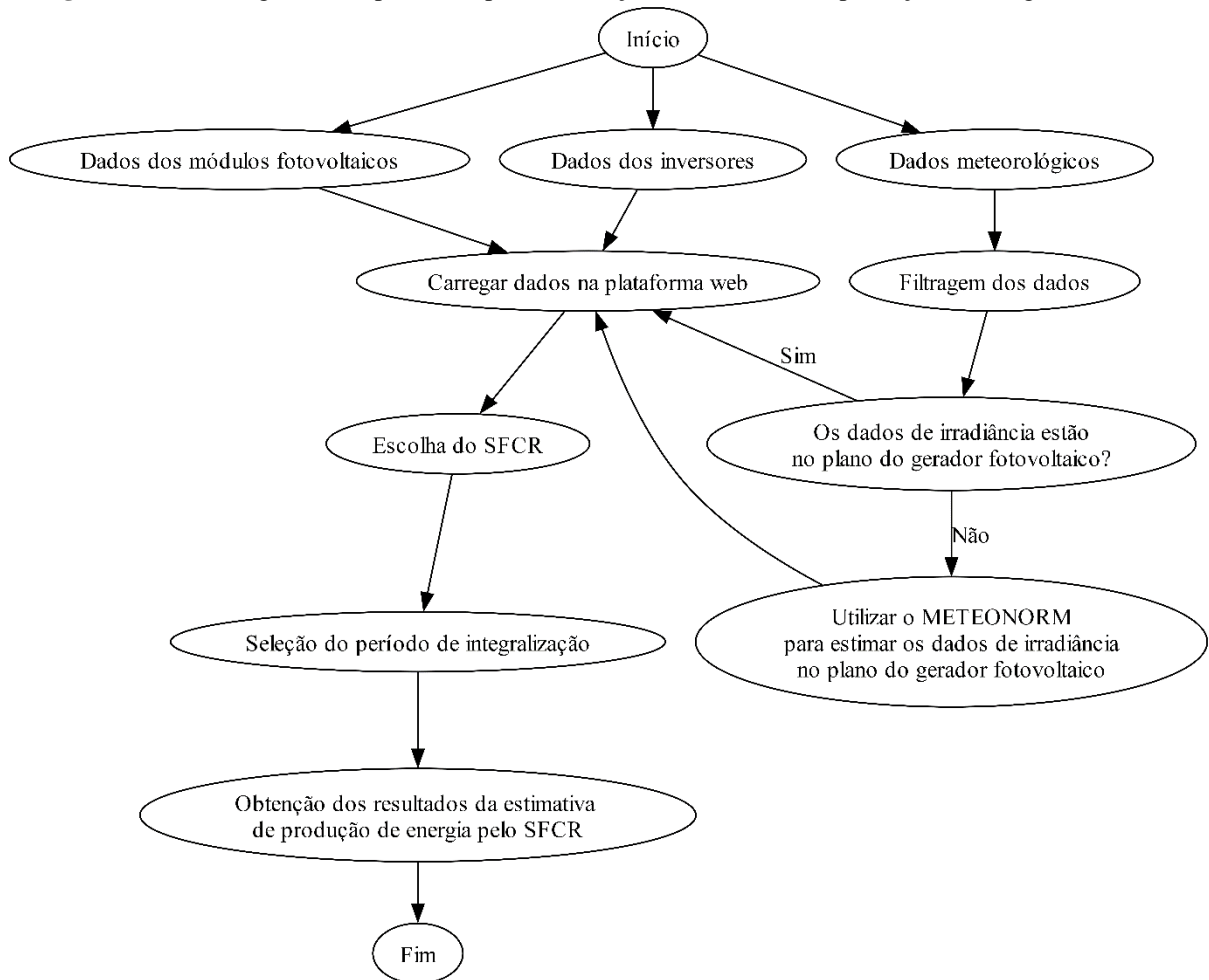 Início
Dados dos módulos fotovoltaicos
Dados dos inversores
Dados meteorológicos
Carregar dados na plataforma web
Filtragem dos dados
Sim
Escolha do SFCR
Os dados de irradiância estão
no plano do gerador fotovoltaico?
Não
Seleção do período de integralização
Utilizar o METEONORM
para estimar os dados de irradiância
no plano do gerador fotovoltaico
Obtenção dos resultados da estimativa
de produção de energia pelo SFCR
Fim